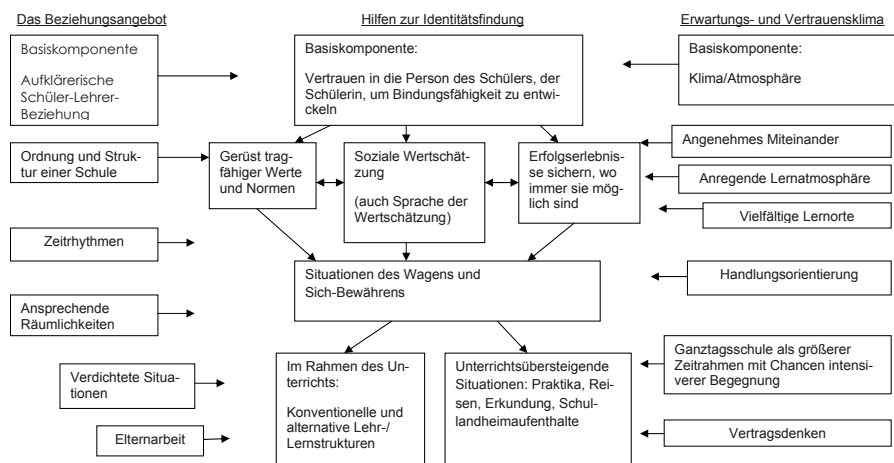 Das Beziehungsangebot
Hilfen zur Identitätsfindung
Erwartungs- und Vertrauensklima
Basiskomponente
Aufklärerische
Schüler-Lehrer-
Beziehung
Basiskomponente:
Vertrauen in die Person des Schülers, der
Schülerin, um Bindungsfähigkeit zu entwi-
ckeln
Basiskomponente:
Klima/Atmosphäre
Ordnung und Struk-
tur einer Schule
Gerüst trag-
fähiger Werte
und Normen
Soziale Wertschät-
zung
(auch Sprache der
Wertschätzung)
Erfolgserlebnis-
se sichern, wo
immer sie mög-
lich sind
Angenehmes Miteinander
Anregende Lernatmosphäre
Vielfältige Lernorte
Zeitrhythmen
Situationen des Wagens und
Sich-Bewährens
Handlungsorientierung
Ansprechende
Räumlichkeiten
Verdichtete Situa-
tionen
Im Rahmen des Un-
terrichts:
Konventionelle und
alternative Lehr-/
Lernstrukturen
Unterrichtsübersteigende
Situationen: Praktika, Rei-
sen, Erkundung, Schul-
landheimaufenthalte
Ganztagsschule als größerer
Zeitrahmen mit Chancen intensi-
verer Begegnung
Elternarbeit
Vertragsdenken